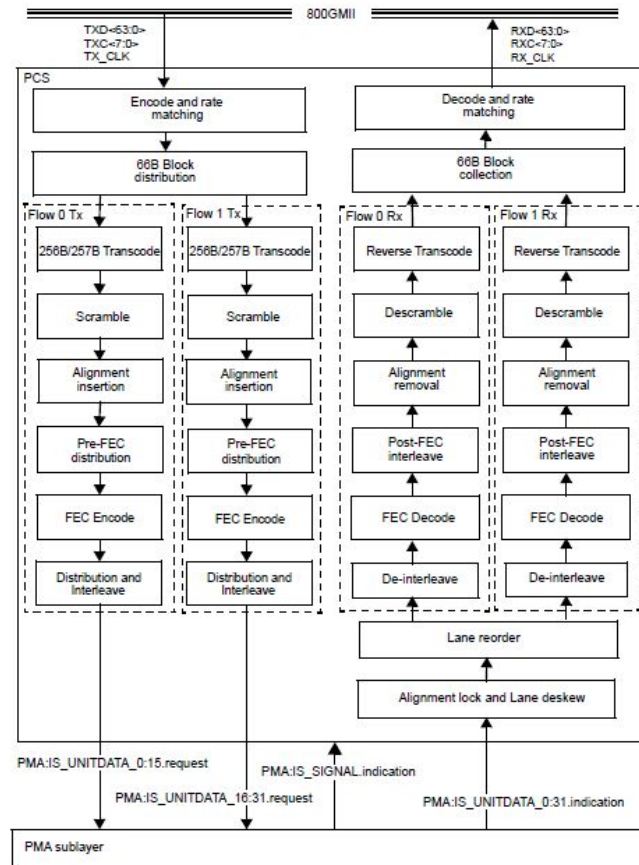 800GMII
TXD<63:0>
TXC<7:0>
TX_CLK
RXD<63:0>
RXC<7:0>
RX_CLK
PCS
Encode and rate
matching
Decode and rate
matching
66B Block
distribution
66B Block
collection
Flow 0 Tx
Flow 1 Tx
Flow 0 Rx
Flow 1 Rx
256B/257B Transcode
256B/257B Transcode
Reverse Transcode
Reverse Transcode
Scramble
Scramble
Descramble
Descramble
Alignment
insertion
Alignment
insertion
Alignment
removal
Alignment
removal
Pre-FEC
distribution
Pre-FEC
distribution
Post-FEC
interleave
Post-FEC
interleave
FEC Encode
FEC Encode
FEC Decode
FEC Decode
Distribution and
Interleave
Distribution and
Interleave
De-interleave
De-interleave
Lane reorder
Alignment lock and Lane deskew
PMA:IS_UNITDATA_0:15.request
PMA:IS_SIGNAL.indication
PMA:IS_UNITDATA_16:31.request
PMA:IS_UNITDATA_0:31.indication
PMA sublayer